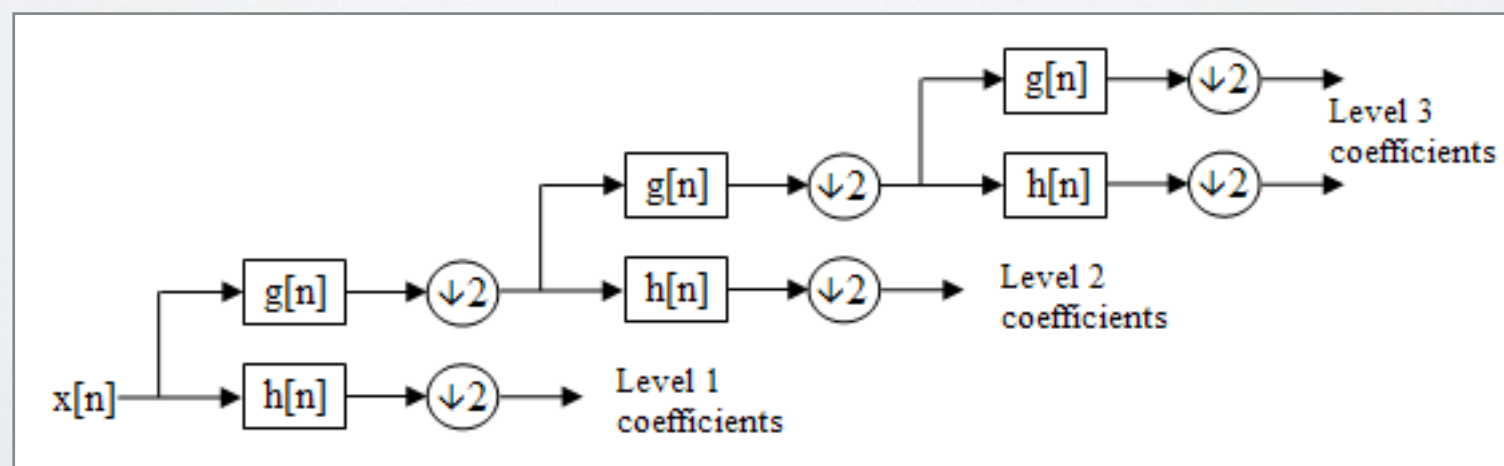 g[n] ↓2
Level 3
coefficients
g[n] ↓2 h[n] ↓2
g[n] ↓2 h[n] ↓2 Level 2
coefficients
x[n] h[n] ↓2 Level 1
coefficients